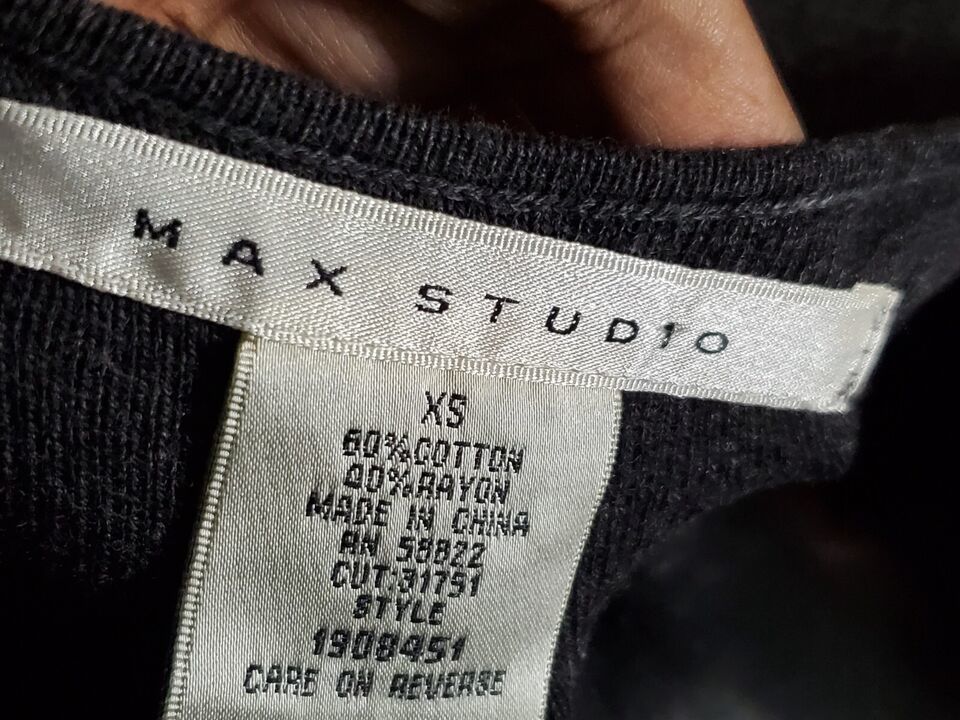 MAX STUDIO
XS
60%COTTON
40%RAYON
MADE IN CHINA
RN 58822
CUT:31751
STYLE
1908451
CARE ON REVERSE